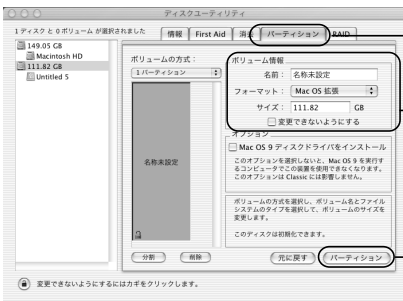 ディスクユーティリティ
1 ディスク と 0 ボリューム が選択されました
情報
First Aid
消去
パーティション
RAID
149.05 GB
Macintosh HD
111.82 GB
Untitled 5
ボリュームの方式：
1 パーティション
名称未設定
分割
削除
ボリューム情報
名前： 名称未設定
フォーマット： Mac OS 拡張
サイズ： 111.82 GB
変更できないようにする
オプション
Mac OS 9 ディスクドライバをインストール
このオプションを選択しないと、Mac OS 9 を実行す
るコンピュータでこの装置を使用できなくなります。
このオプションは Classic には影響しません。
ボリュームの方式を選択し、ボリューム名とファイル
システムのタイプを選択して、ボリュームのサイズを
変更します。
このディスクは初期化できます。
元に戻す
パーティション
変更できないようにするにはカギをクリックします。